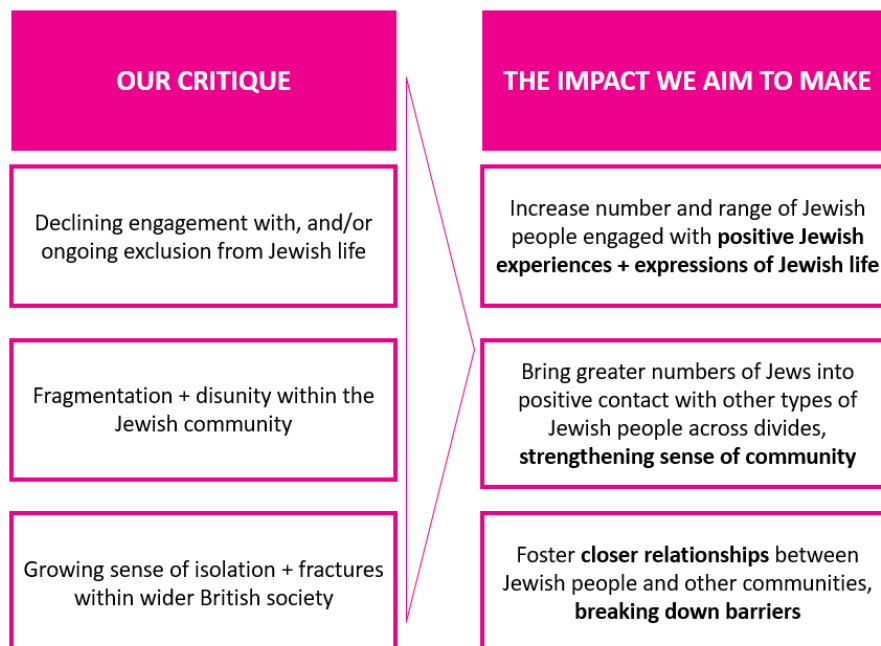 OUR CRITIQUE
THE IMPACT WE AIM TO MAKE
Declining engagement with, and/or
ongoing exclusion from Jewish life
Increase number and range of Jewish
people engaged with positive Jewish
experiences + expressions of Jewish life
Fragmentation + disunity within the
Jewish community
Bring greater numbers of Jews into
positive contact with other types of
Jewish people across divides,
strengthening sense of community
Growing sense of isolation + fractures
within wider British society
Foster closer relationships between
Jewish people and other communities,
breaking down barriers